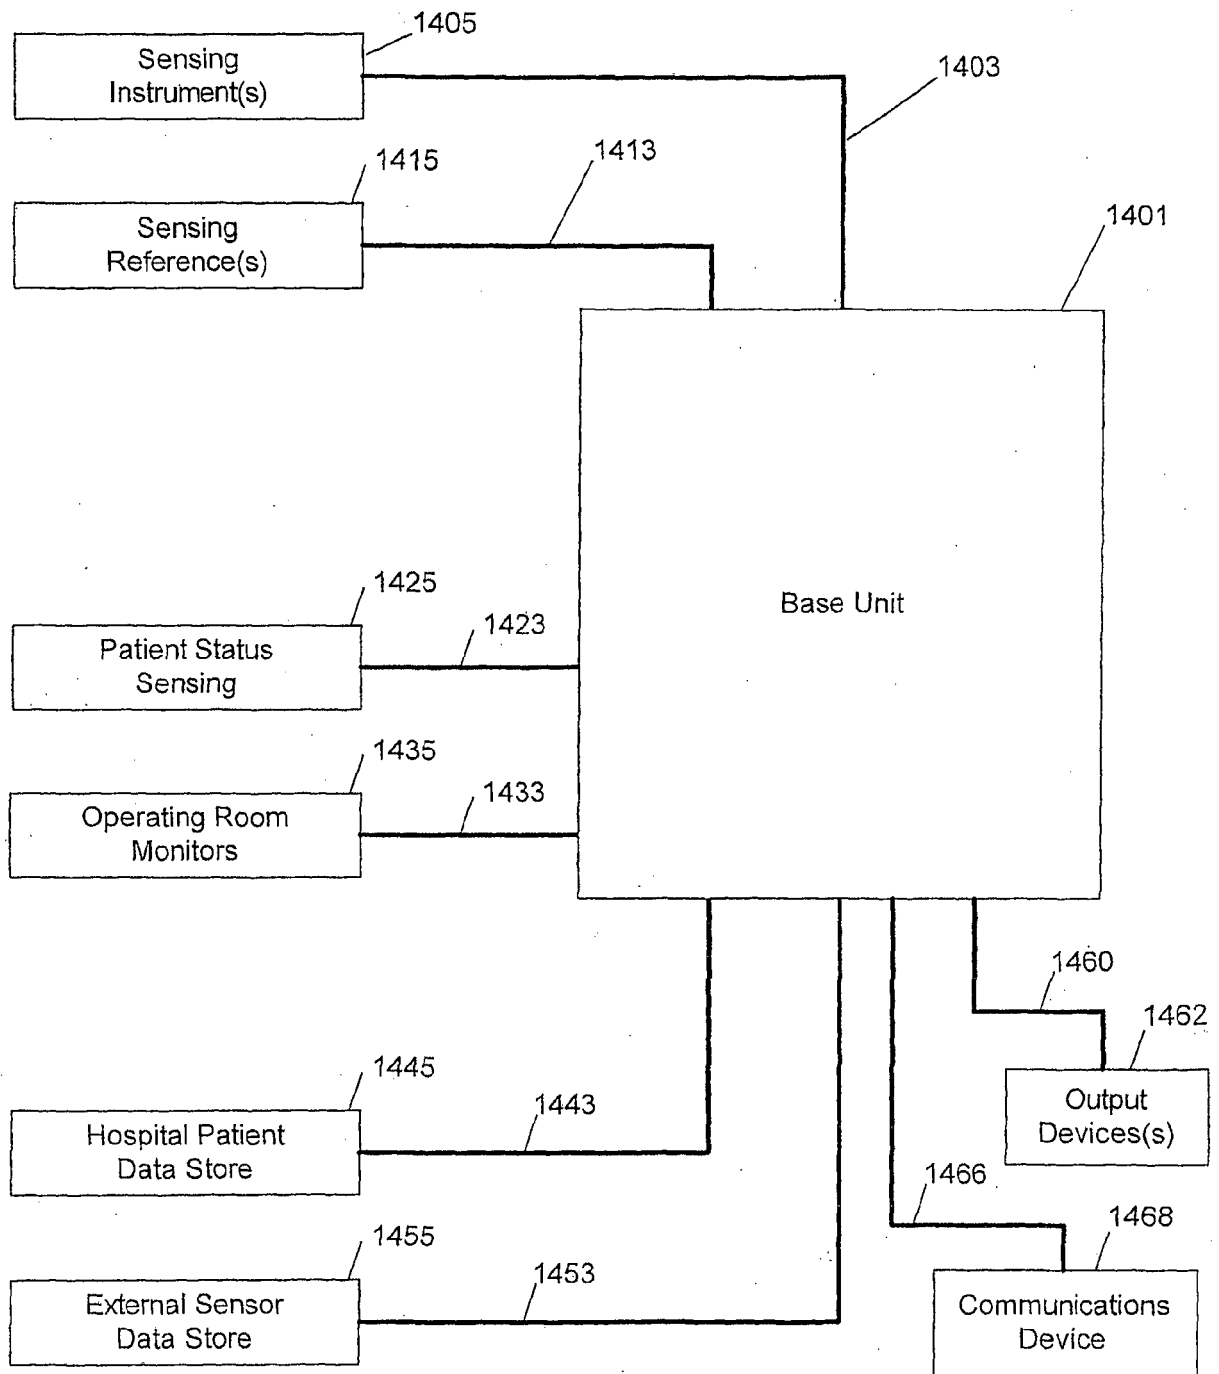 1405
Sensing
Instrument(s)
1403
1415
1413
Sensing
Reference(s)
1401
Base Unit
1425
1423
Patient Status
Sensing
1435
1433
Operating Room
Monitors
1460
1462
Output
Devices(s)
1445
1443
Hospital Patient
Data Store
1466
1468
Communications
Device
1455
1453
External Sensor
Data Store